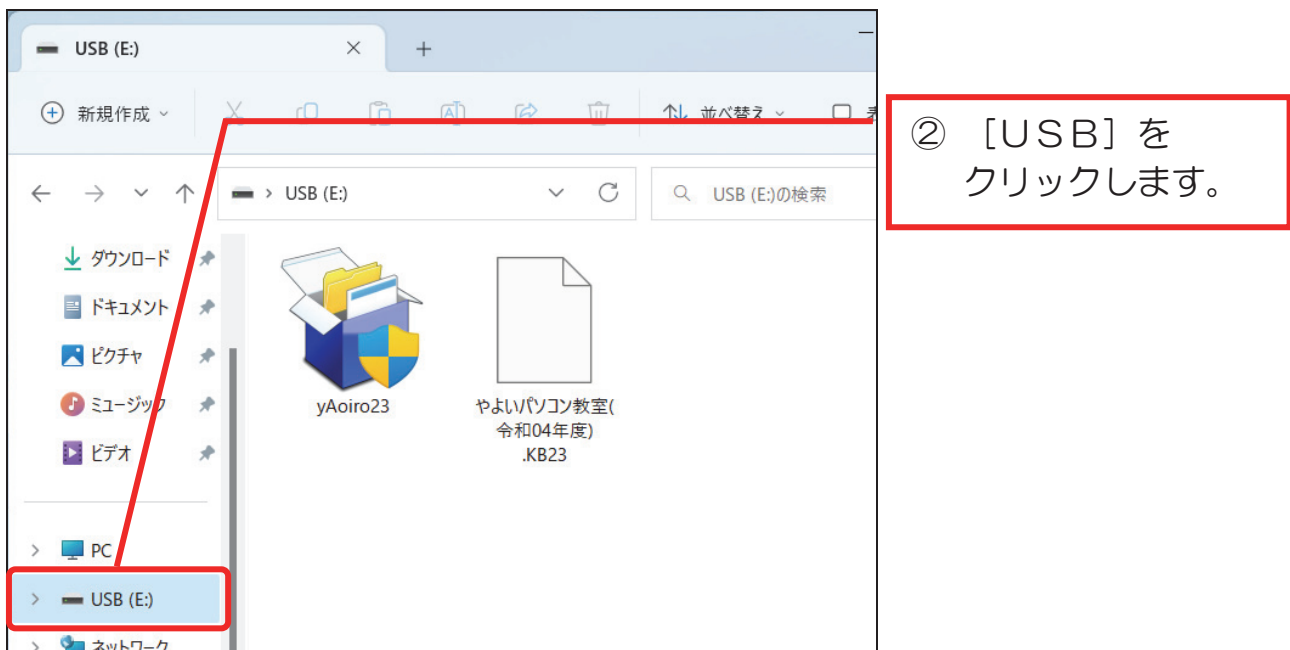 USB (E:)
新規作成
並べ替え
USB (E:)
USB (E:)の検索
② ［ＵＳＢ］を
クリックします。
ダウンロード
ドキュメント
ピクチャ
ミュージック
ビデオ
PC
USB (E:)
ネットワーク
yAoiro23
やよいパソコン教室(
令和04年度)
.KB23